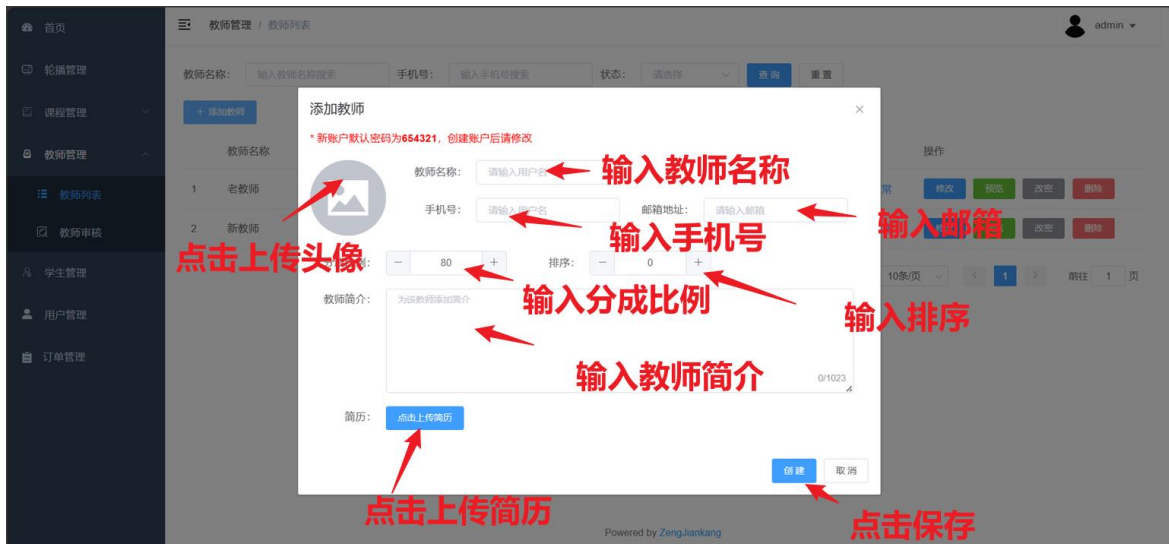 首页
教师管理 / 教师列表
admin
轮播管理
教师名称： 输入教师名称搜索 手机号： 输入手机号搜索 状态： 请选择 查询 重置
课程管理
+ 添加教师
添加教师
* 新账户默认密码为654321，创建账户后请修改
教师管理
教师名称
操作
教师名称： 请输入用户名
输入教师名称
教师列表
1 老教师
常 修改 预览 改密 删除
手机号： 请输入用户名 邮箱地址： 请输入邮箱
输入手机号
输入邮箱
教师审核
2 新教师
改密 删除
点击上传头像
例： 80 排序： 0
学生管理
10条/页 1 前往 1 页
输入分成比例
输入排序
教师简介： 为该教师添加简介
用户管理
订单管理
输入教师简介
0/1023
简历： 点击上传简历
创建 取消
点击上传简历
点击保存
Powered by ZengJiankang